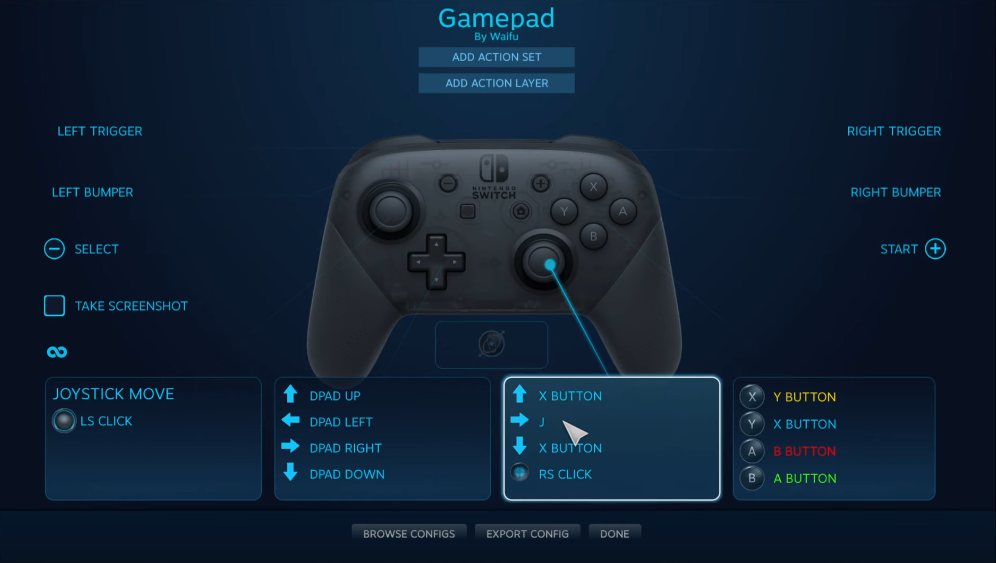 Gamepad
By Waifu
ADD ACTION SET
ADD ACTION LAYER
LEFT TRIGGER
RIGHT TRIGGER
LEFT BUMPER
RIGHT BUMPER
SELECT
START
TAKE SCREENSHOT
NINTENDO
SWITCH
X
Y
A
B
JOYSTICK MOVE
LS CLICK
DPAD UP
DPAD LEFT
DPAD RIGHT
DPAD DOWN
X BUTTON
J
X BUTTON
RS CLICK
X Y BUTTON
Y X BUTTON
A B BUTTON
B A BUTTON
BROWSE CONFIGS
EXPORT CONFIG
DONE